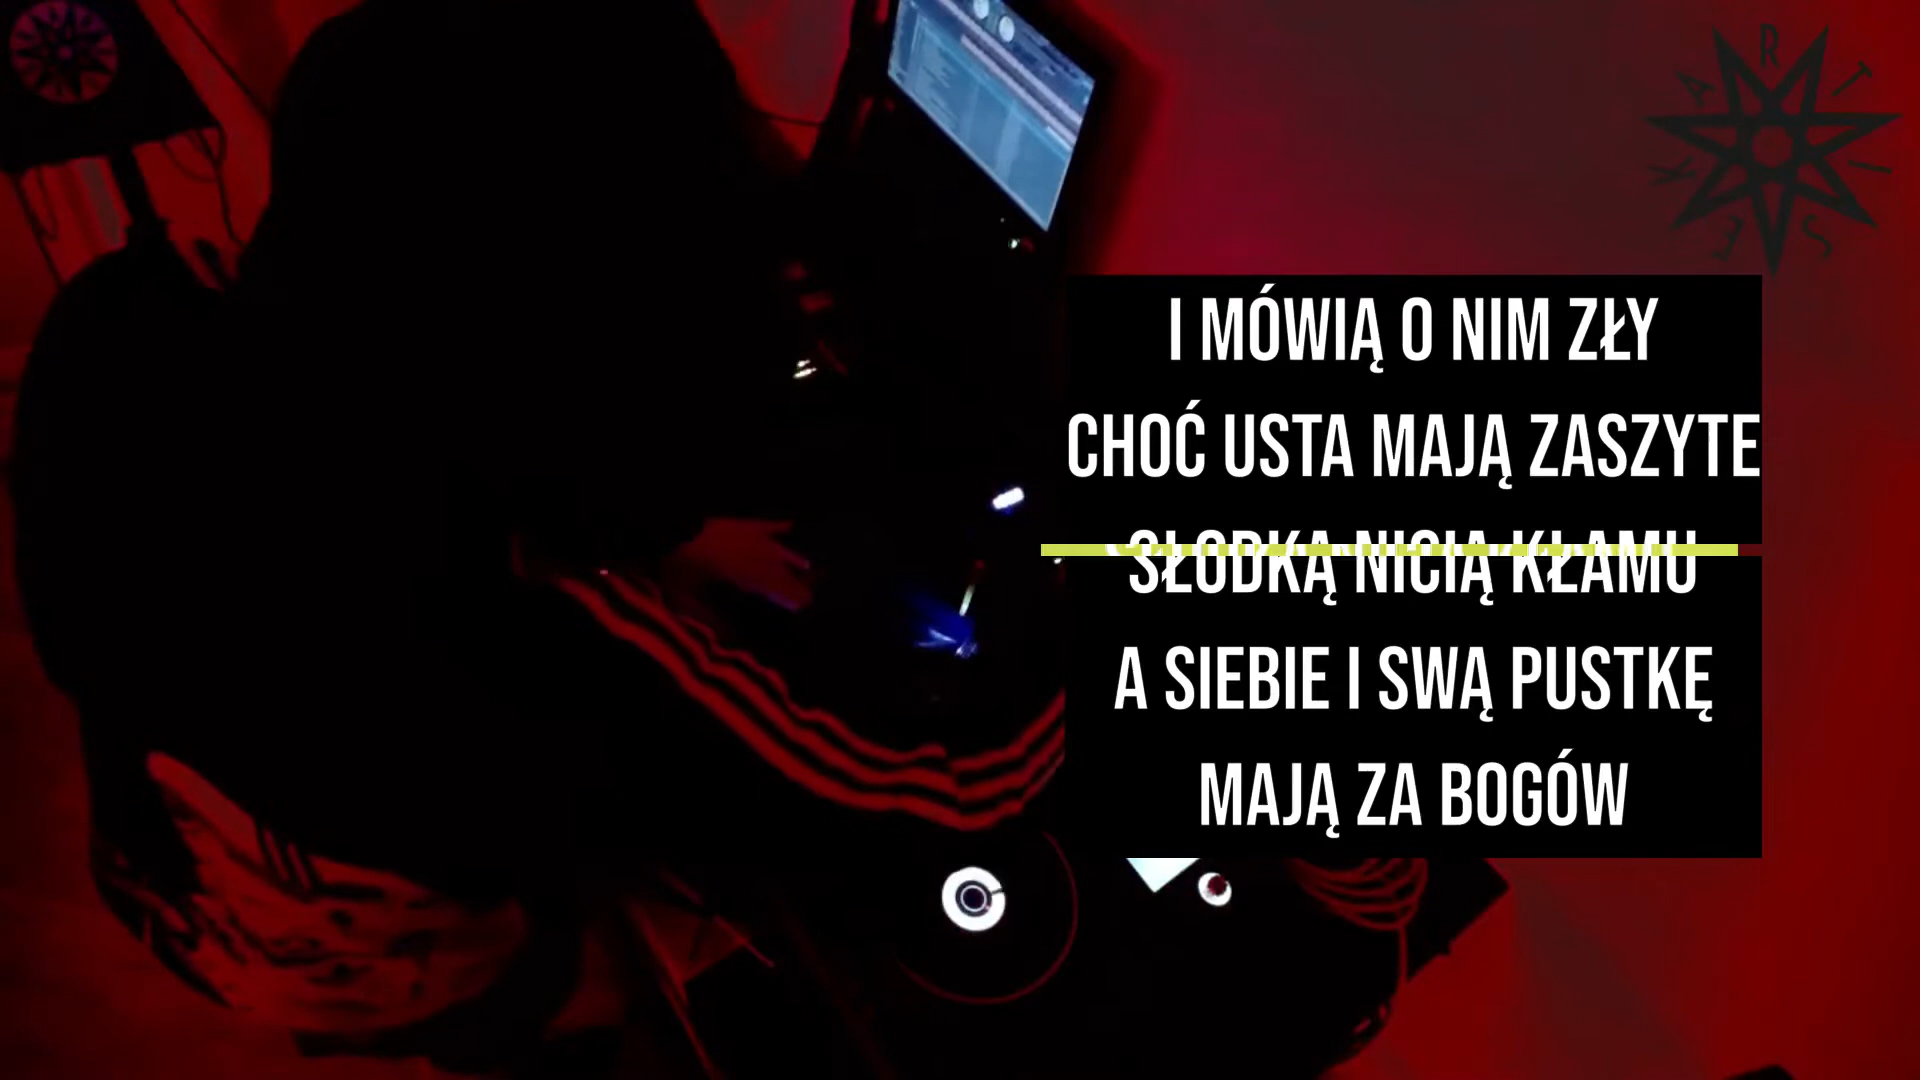 I MÓWIĄ O NIM ZŁY
CHOĆ USTA MAJĄ ZASZYTE
SŁODKĄ NICIĄ KŁAMU
A SIEBIE I SWĄ PUSTKĘ
MAJĄ ZA BOGÓW